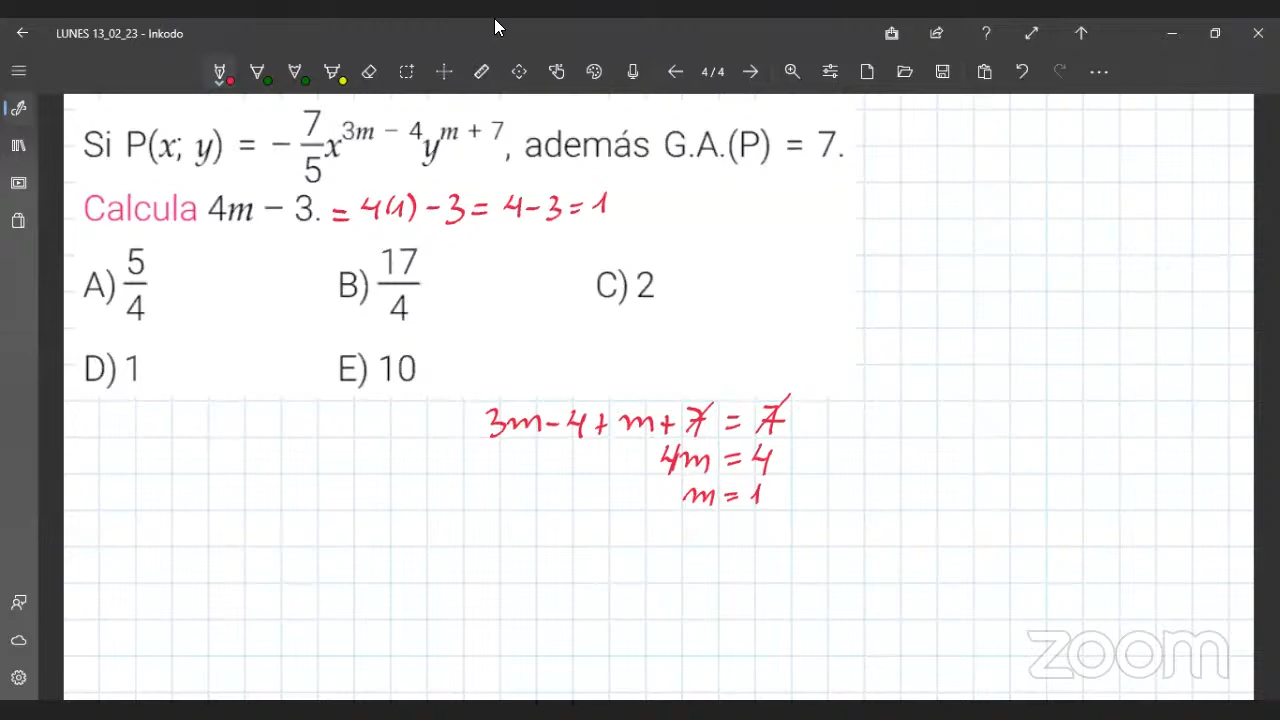 LUNES 13_02_23 - Inkodo
4 / 4
Si P(x; y) = -7/5 x^{3m - 4} y^{m + 7}, además G.A.(P) = 7.
Calcula 4m - 3. = 4(1) - 3 = 4 - 3 = 1
A) 5/4 B) 17/4 C) 2
D) 1 E) 10
3m - 4 + m + 7 = 7
4m = 4
m = 1
zoom